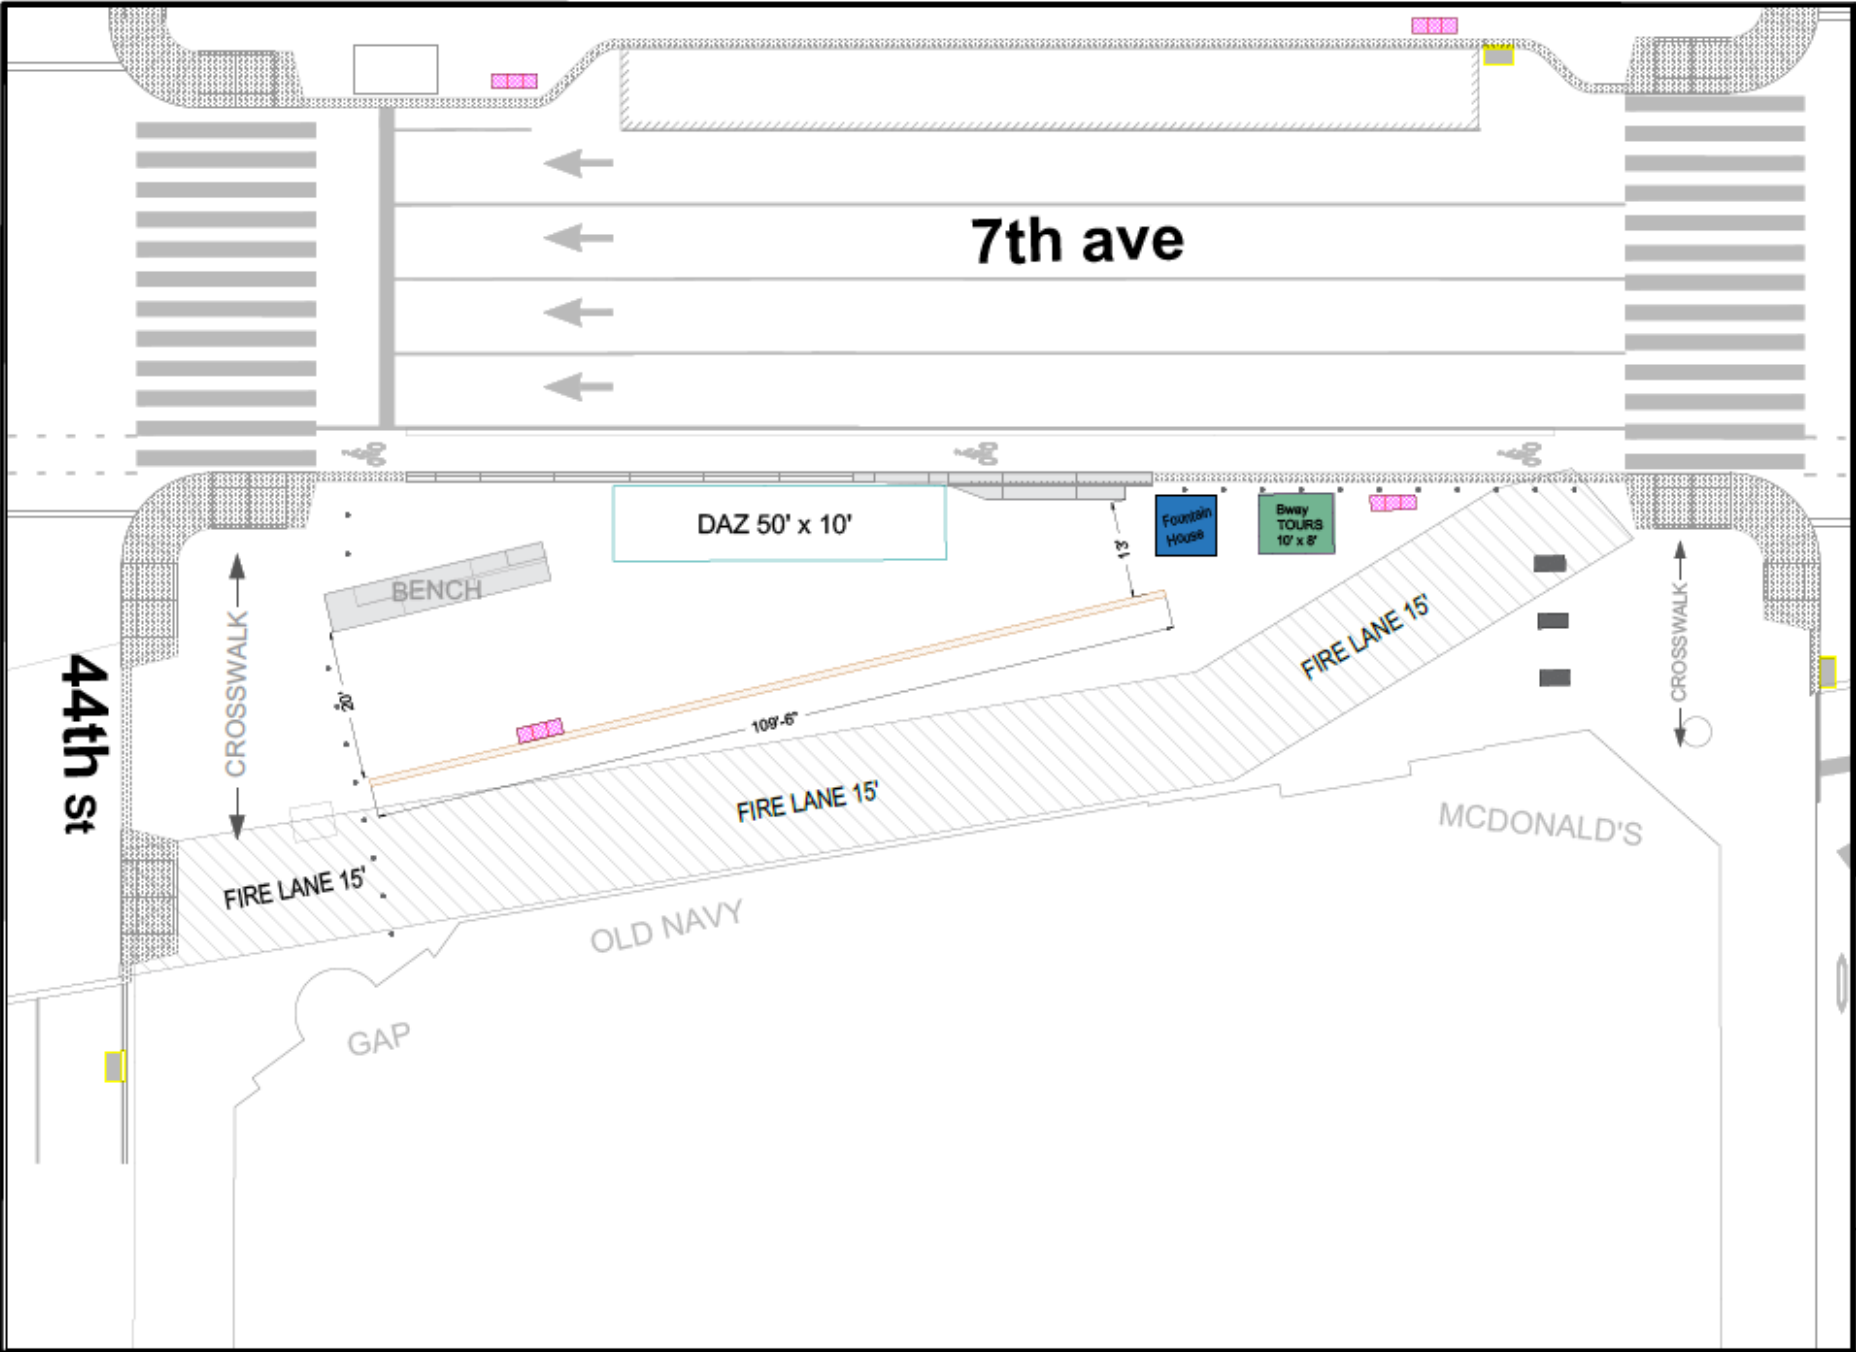 7th ave
DAZ 50' x 10'
Fountain
House
Bway
TOURS
10' x 8'
13'
BENCH
CROSSWALK
44th st
20'
109'-6"
FIRE LANE 15'
CROSSWALK
FIRE LANE 15'
FIRE LANE 15'
MCDONALD'S
OLD NAVY
GAP